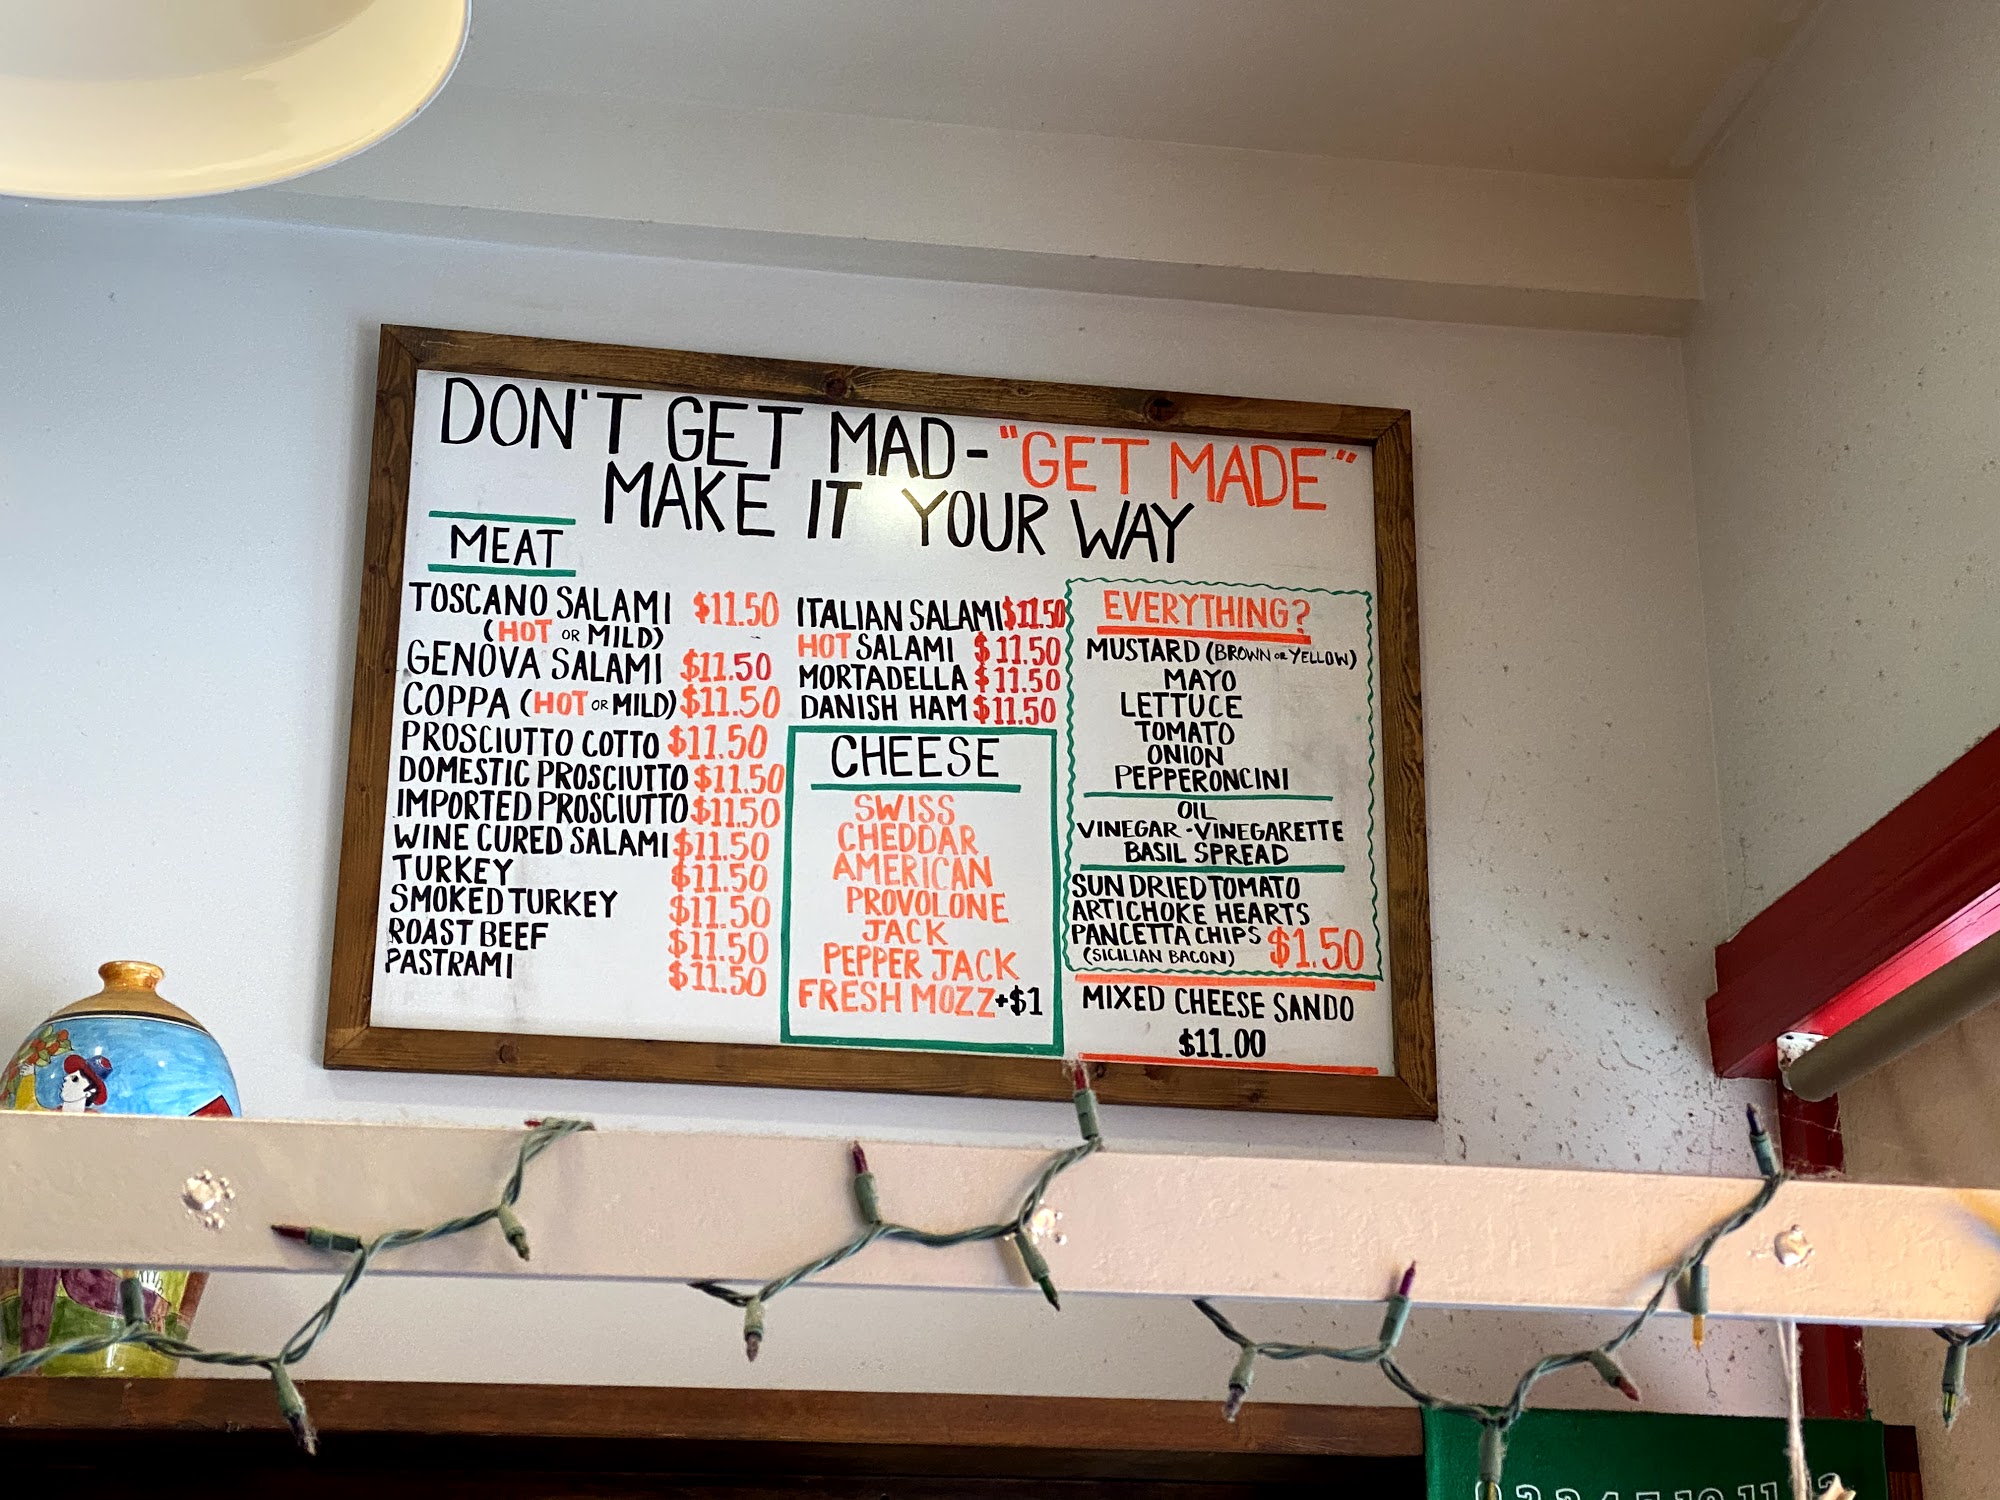 DON'T GET MAD - "GET MADE"
MAKE IT YOUR WAY
MEAT
TOSCANO SALAMI $11.50
(HOT OR MILD)
GENOVA SALAMI $11.50
COPPA (HOT OR MILD) $11.50
PROSCIUTTO COTTO $11.50
DOMESTIC PROSCIUTTO $11.50
IMPORTED PROSCIUTTO $11.50
WINE CURED SALAMI $11.50
TURKEY $11.50
SMOKED TURKEY $11.50
ROAST BEEF $11.50
PASTRAMI $11.50
ITALIAN SALAMI $11.50
HOT SALAMI $11.50
MORTADELLA $11.50
DANISH HAM $11.50
CHEESE
SWISS
CHEDDAR
AMERICAN
PROVOLONE
JACK
PEPPER JACK
FRESH MOZZ +$1
EVERYTHING?
MUSTARD (BROWN OR YELLOW)
MAYO
LETTUCE
TOMATO
ONION
PEPPERONCINI
OIL
VINEGAR - VINEGARETTE
BASIL SPREAD
SUN DRIED TOMATO
ARTICHOKE HEARTS
PANCETTA CHIPS $1.50
(SICILIAN BACON)
MIXED CHEESE SANDO
$11.00